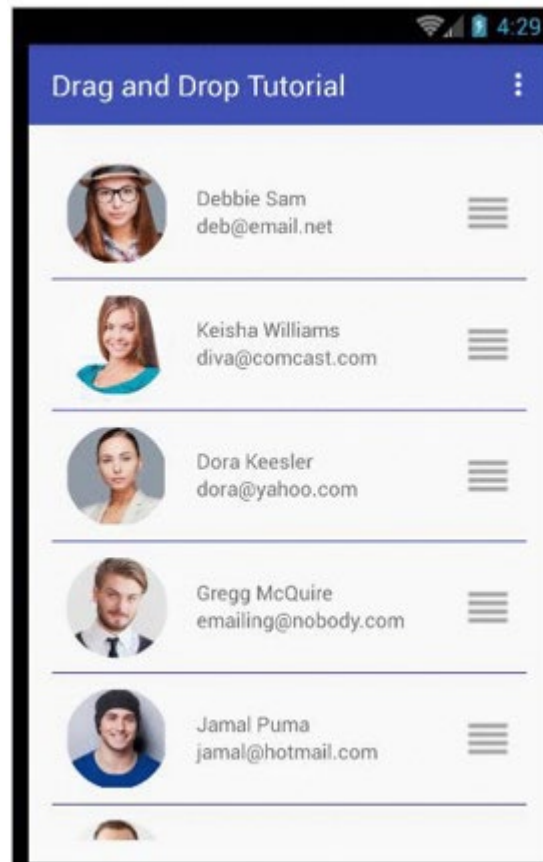 4:29
Drag and Drop Tutorial
Debbie Sam
deb@email.net
Keisha Williams
diva@comcast.com
Dora Keesler
dora@yahoo.com
Gregg McQuire
emailing@nobody.com
Jamal Puma
jamal@hotmail.com